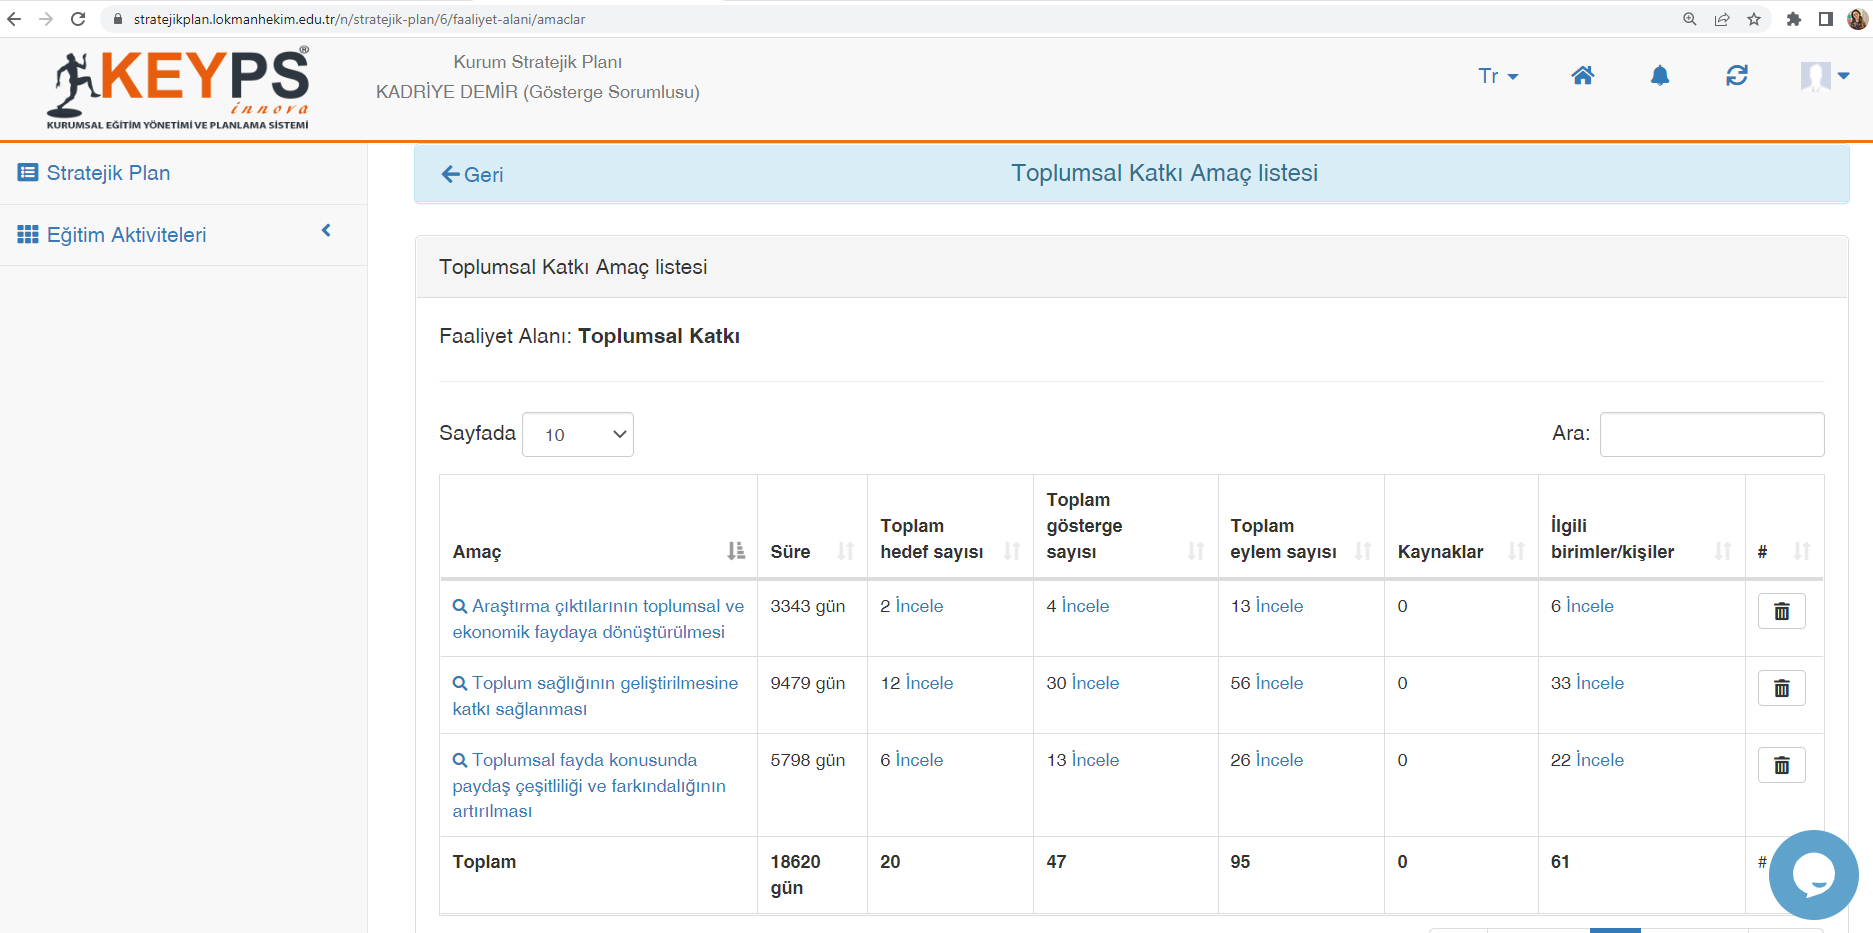 stratejikplan.lokmanhekim.edu.tr/n/stratejik-plan/6/faaliyet-alani/amaclar
KEYPS®
innova
KURUMSAL EĞİTİM YÖNETİMİ VE PLANLAMA SİSTEMİ
Kurum Stratejik Planı
KADRİYE DEMİR (Gösterge Sorumlusu)
Tr
Stratejik Plan
Eğitim Aktiviteleri
Geri
Toplumsal Katkı Amaç listesi
Toplumsal Katkı Amaç listesi
Faaliyet Alanı: Toplumsal Katkı
Sayfada 10
Ara:
Amaç
Süre
Toplam
hedef sayısı
Toplam
gösterge
sayısı
Toplam
eylem sayısı
Kaynaklar
İlgili
birimler/kişiler
#
Araştırma çıktılarının toplumsal ve
ekonomik faydaya dönüştürülmesi
3343 gün
2 İncele
4 İncele
13 İncele
0
6 İncele
Toplum sağlığının geliştirilmesine
katkı sağlanması
9479 gün
12 İncele
30 İncele
56 İncele
0
33 İncele
Toplumsal fayda konusunda
paydaş çeşitliliği ve farkındalığının
artırılması
5798 gün
6 İncele
13 İncele
26 İncele
0
22 İncele
Toplam
18620
gün
20
47
95
0
61
#